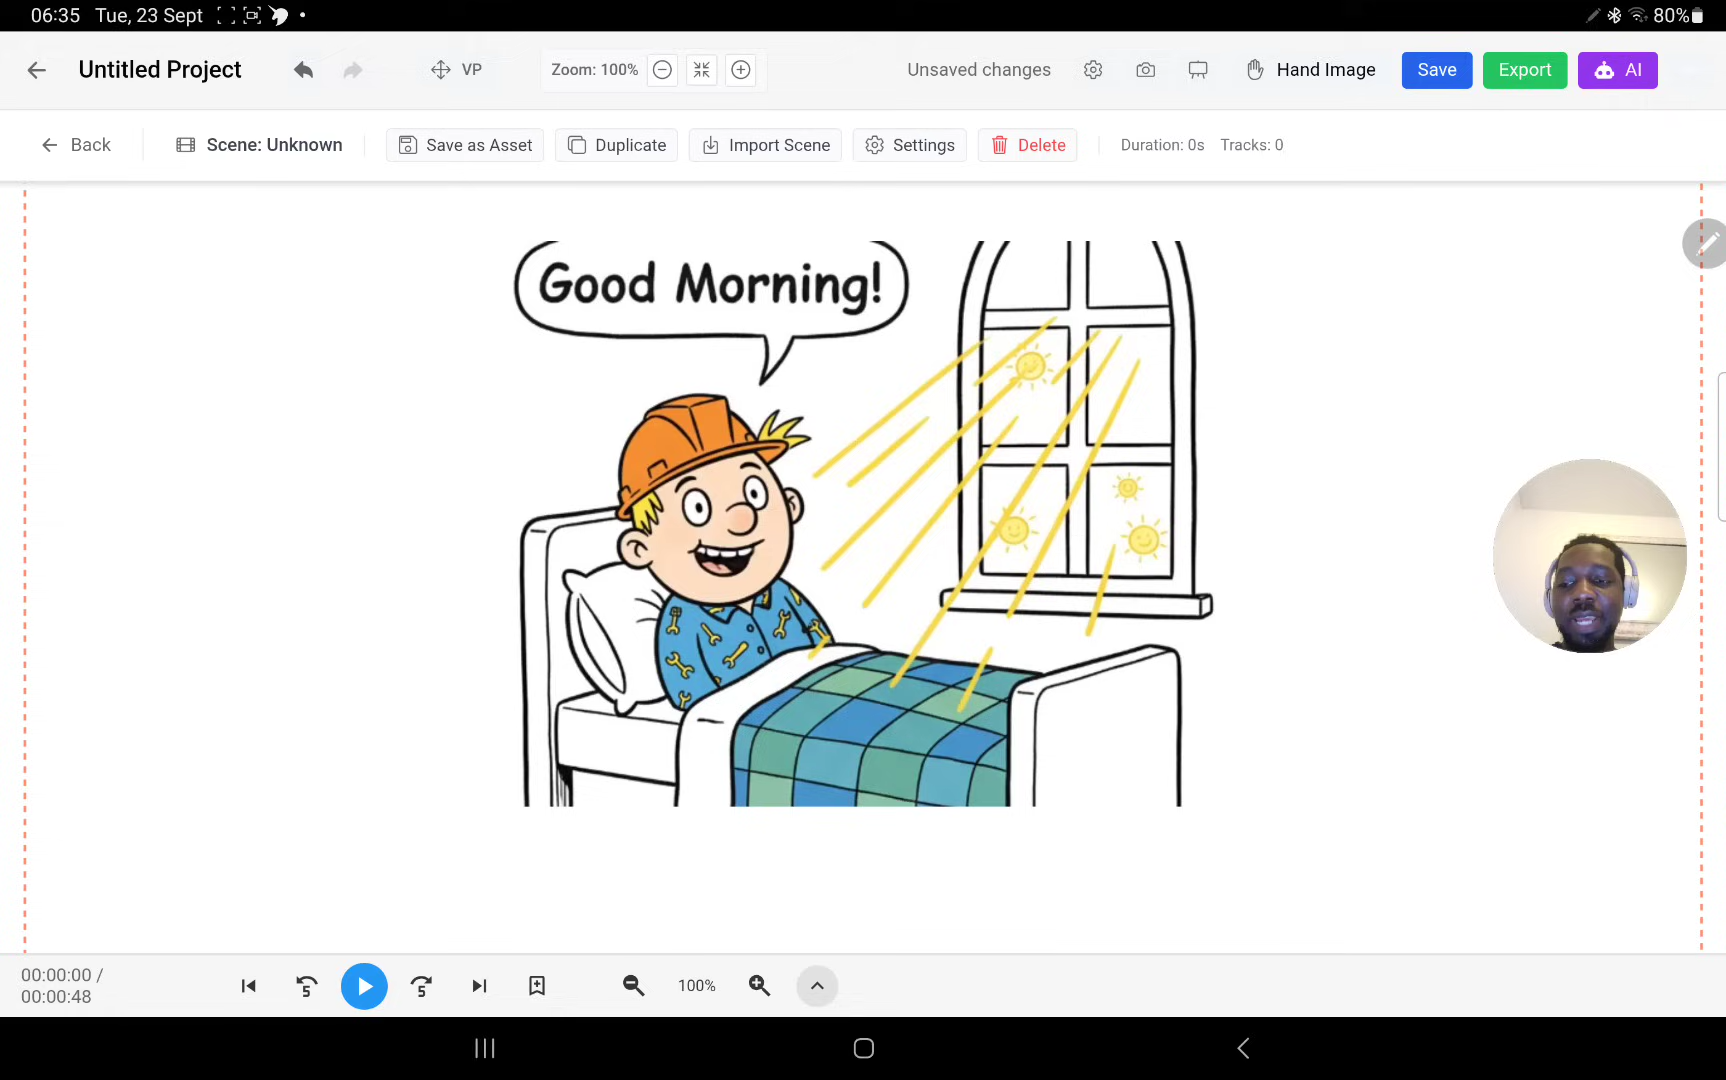 06:35 Tue, 23 Sept 80%
Untitled Project VP Zoom: 100% Unsaved changes Hand Image Save Export AI
Back Scene: Unknown Save as Asset Duplicate Import Scene Settings Delete Duration: 0s Tracks: 0
Good Morning!
00:00:00 /
00:00:48
5 5 100%